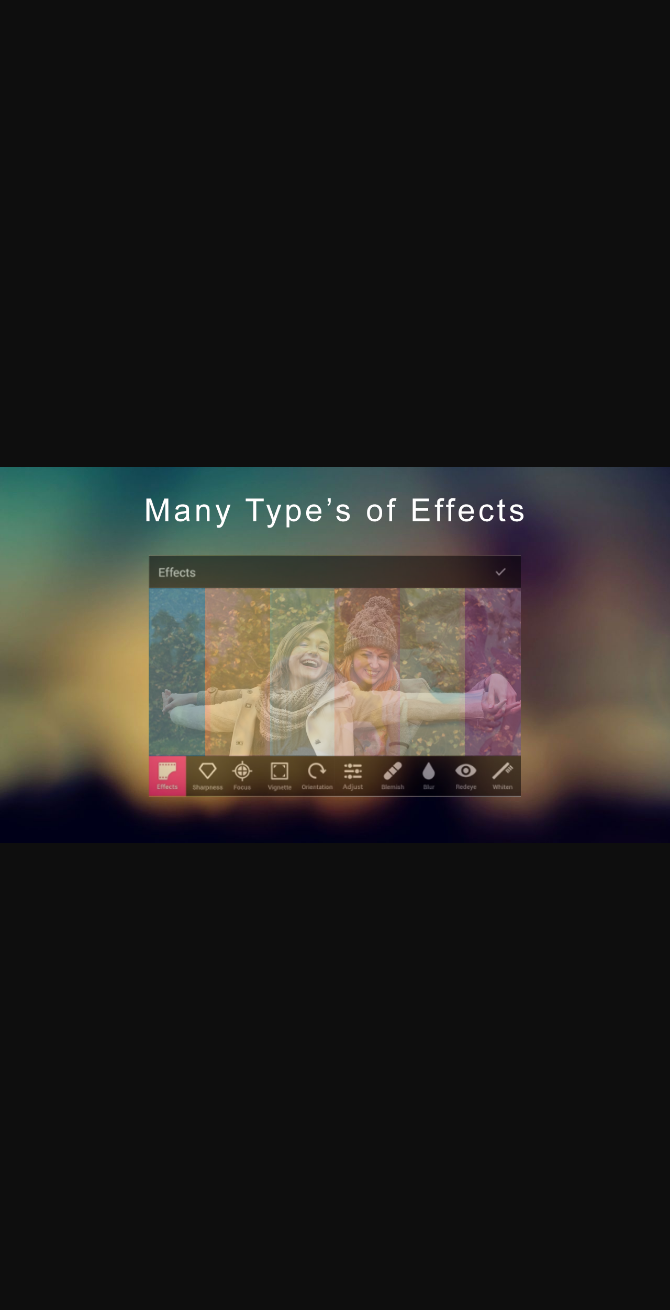 Many Type’s of Effects
Effects
Effects Sharpness Focus Vignette Orientation Adjust Blemish Blur Redeye Whiten